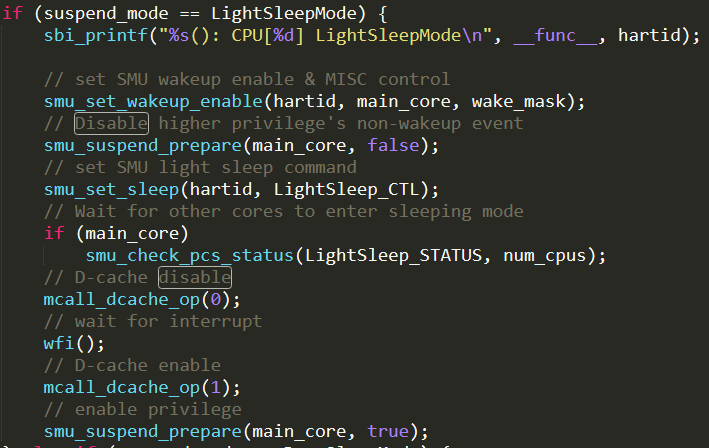 if (suspend_mode == LightSleepMode) {
sbi_printf("%s(): CPU[%d] LightSleepMode\n", __func__, hartid);
// set SMU wakeup enable & MISC control
smu_set_wakeup_enable(hartid, main_core, wake_mask);
// Disable higher privilege's non-wakeup event
smu_suspend_prepare(main_core, false);
// set SMU light sleep command
smu_set_sleep(hartid, LightSleep_CTL);
// Wait for other cores to enter sleeping mode
if (main_core)
smu_check_pcs_status(LightSleep_STATUS, num_cpus);
// D-cache disable
mcall_dcache_op(0);
// wait for interrupt
wfi();
// D-cache enable
mcall_dcache_op(1);
// enable privilege
smu_suspend_prepare(main_core, true);